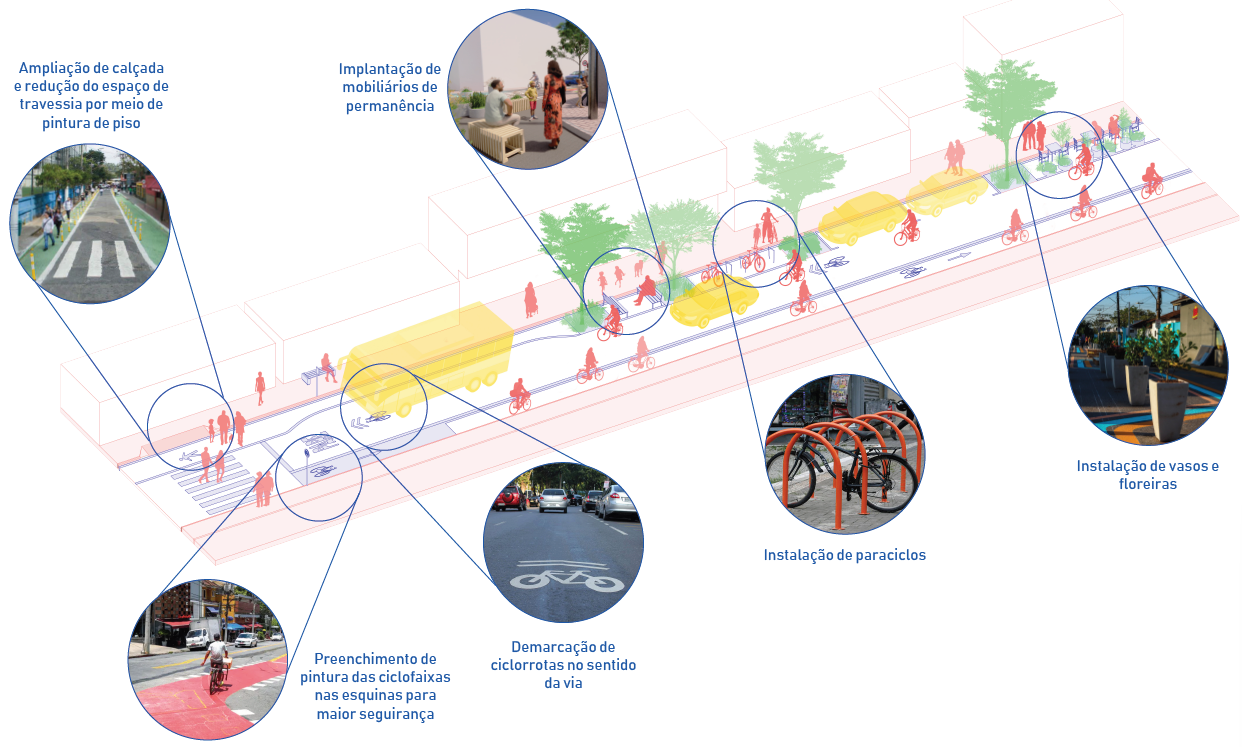 Ampliação de calçada
e redução do espaço de
travessia por meio de
pintura de piso
Implantação de
mobiliários de
permanência
Instalação de vasos e
floreiras
Instalação de paraciclos
Demarcação de
ciclorrotas no sentido
da via
Preenchimento de
pintura das ciclofaixas
nas esquinas para
maior seguirança